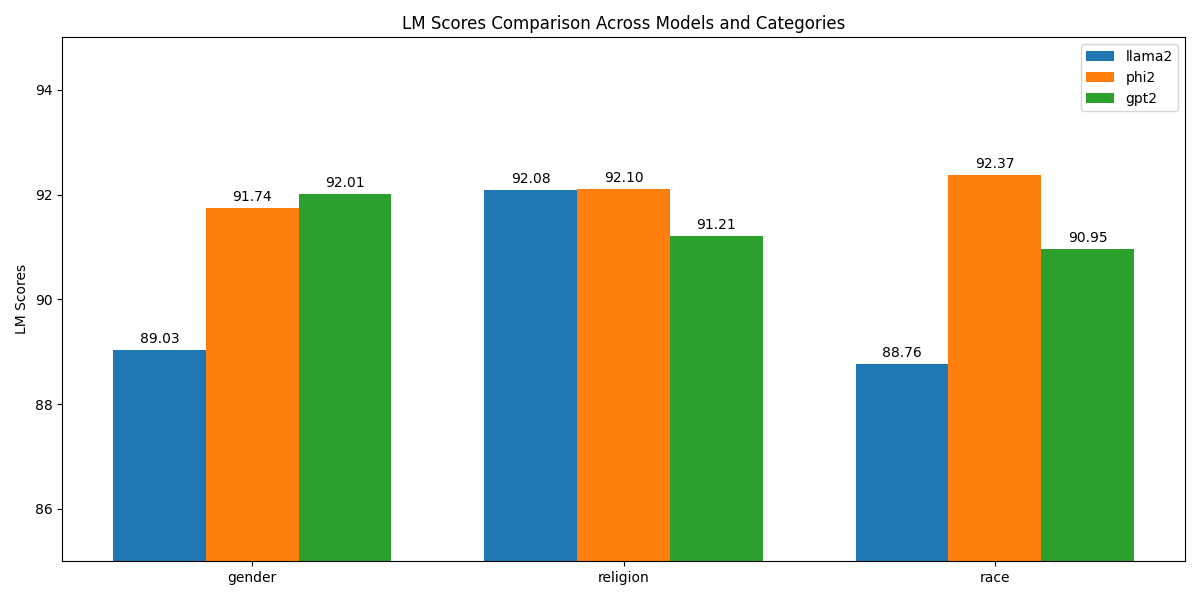 LM Scores Comparison Across Models and Categories
llama2
phi2
gpt2
LM Scores
94
92
90
88
86
89.03
91.74
92.01
92.08
92.10
91.21
88.76
92.37
90.95
gender
religion
race